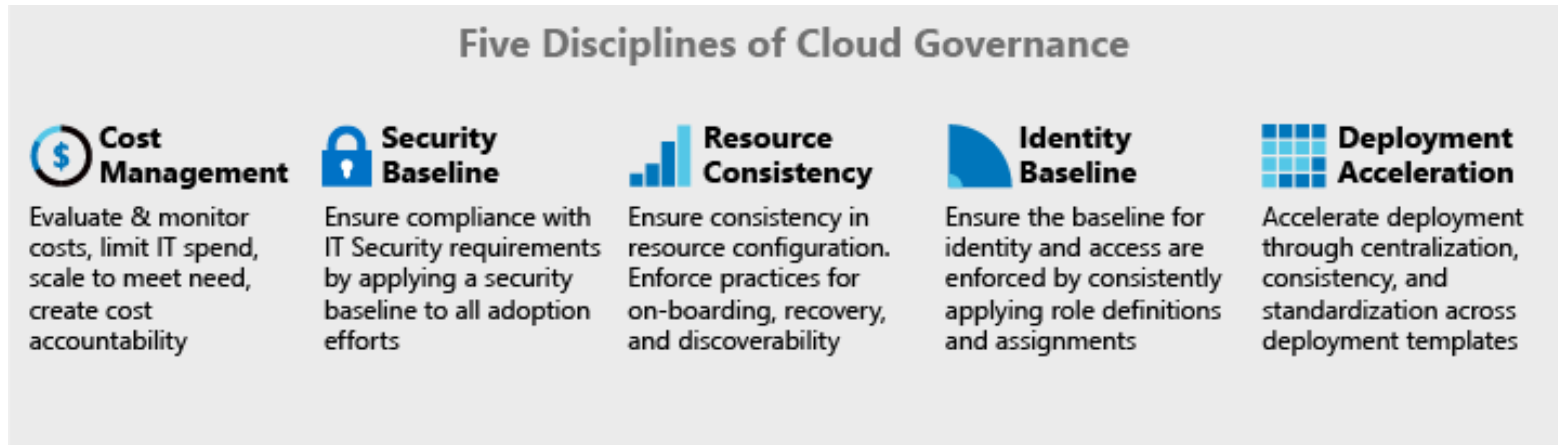 Five Disciplines of Cloud Governance
$
Cost
Management
Evaluate & monitor
costs, limit IT spend,
scale to meet need,
create cost
accountability
Security
Baseline
Ensure compliance with
IT Security requirements
by applying a security
baseline to all adoption
efforts
Resource
Consistency
Ensure consistency in
resource configuration.
Enforce practices for
on-boarding, recovery,
and discoverability
Identity
Baseline
Ensure the baseline for
identity and access are
enforced by consistently
applying role definitions
and assignments
Deployment
Acceleration
Accelerate deployment
through centralization,
consistency, and
standardization across
deployment templates